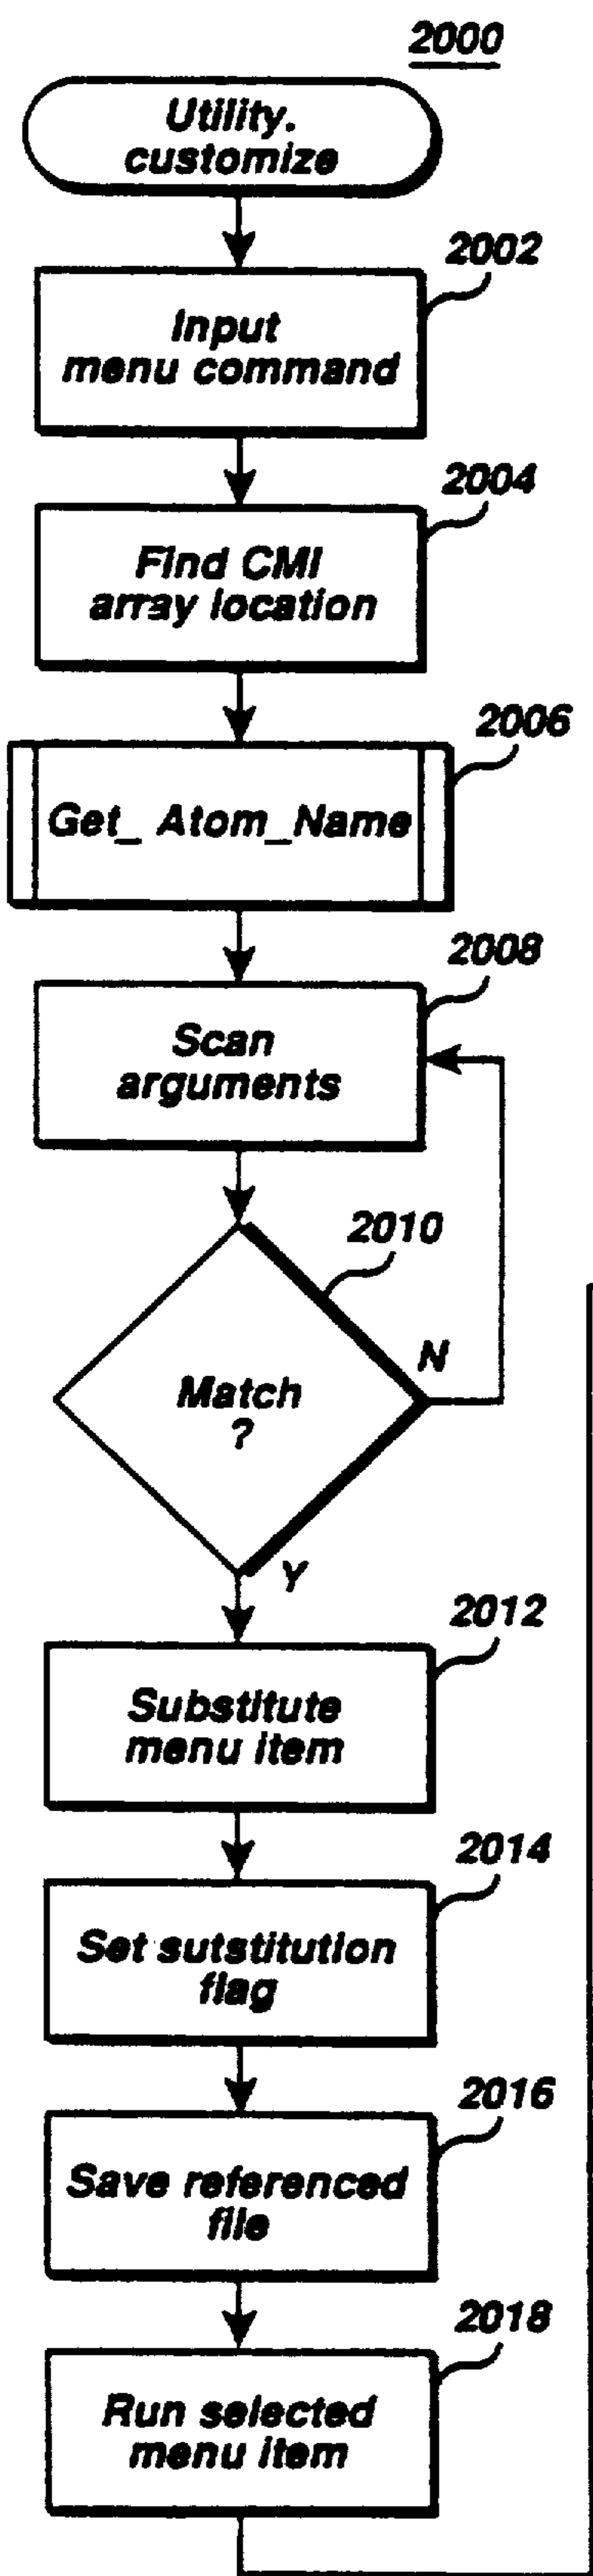 2000
Utility.
customize
2002
Input
menu command
2004
Find CMI
array location
2006
Get_ Atom_Name
2008
Scan
arguments
2010
Match
?
N
Y
2012
Substitute
menu item
2014
Set sutstitution
flag
2016
Save referenced
file
2018
Run selected
menu item